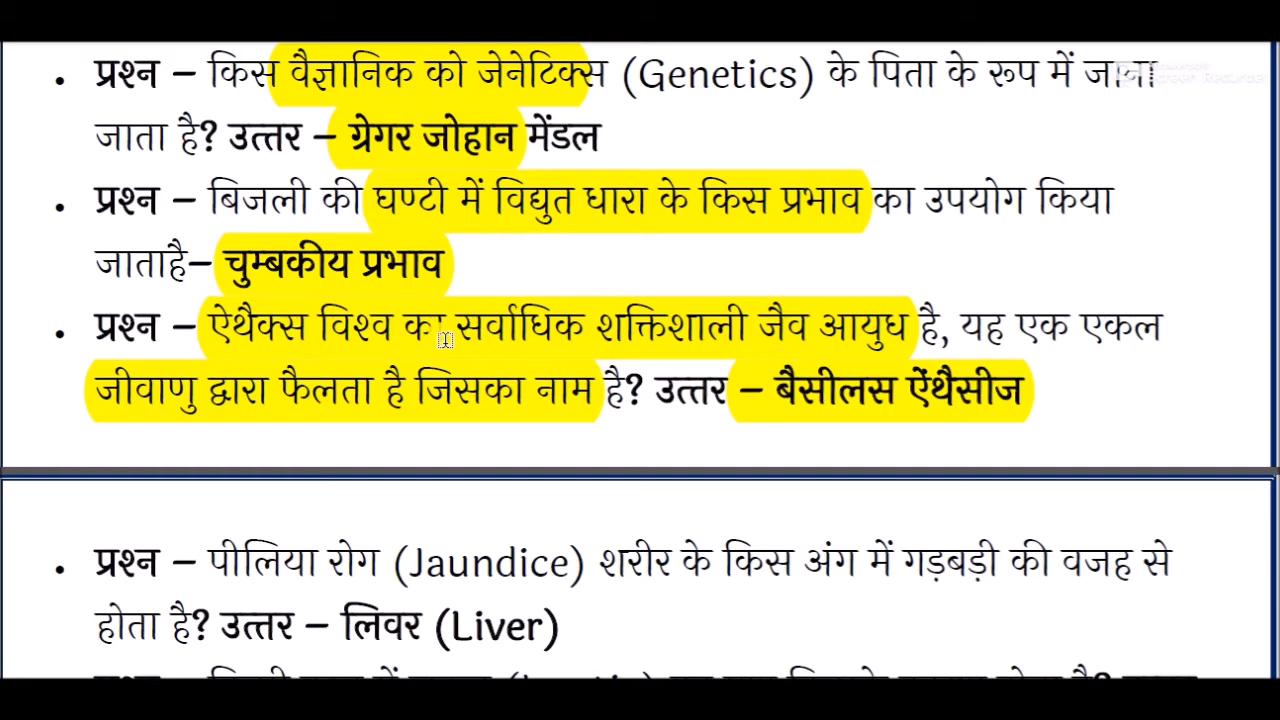 • प्रश्न – किस वैज्ञानिक को जेनेटिक्स (Genetics) के पिता के रूप में जाना
जाता है? उत्तर – ग्रेगर जोहान मेंडल
• प्रश्न – बिजली की घण्टी में विद्युत धारा के किस प्रभाव का उपयोग किया
जाताहै– चुम्बकीय प्रभाव
• प्रश्न – ऐथैक्स विश्व का सर्वाधिक शक्तिशाली जैव आयुध है, यह एक एकल
जीवाणु द्वारा फैलता है जिसका नाम है? उत्तर – बैसीलस ऐंथैसीज
• प्रश्न – पीलिया रोग (Jaundice) शरीर के किस अंग में गड़बड़ी की वजह से
होता है? उत्तर – लिवर (Liver)